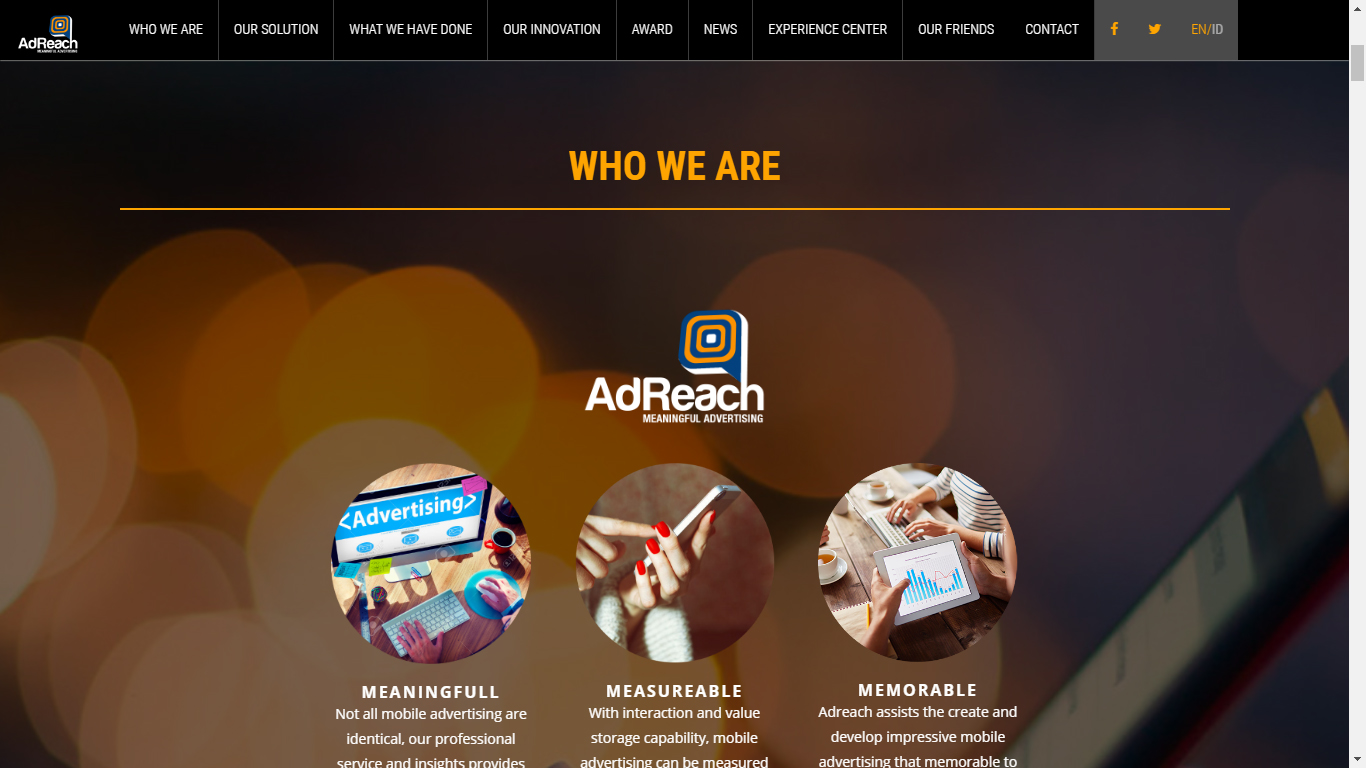 AdReach
MEANINGFUL ADVERTISING
WHO WE ARE
OUR SOLUTION
WHAT WE HAVE DONE
OUR INNOVATION
AWARD
NEWS
EXPERIENCE CENTER
OUR FRIENDS
CONTACT
EN/ID
WHO WE ARE
AdReach
MEANINGFUL ADVERTISING
<Advertising>
MEANINGFULL
Not all mobile advertising are
identical, our professional
service and insights provides
MEASUREABLE
With interaction and value
storage capability, mobile
advertising can be measured
MEMORABLE
Adreach assists the create and
develop impressive mobile
advertising that memorable to